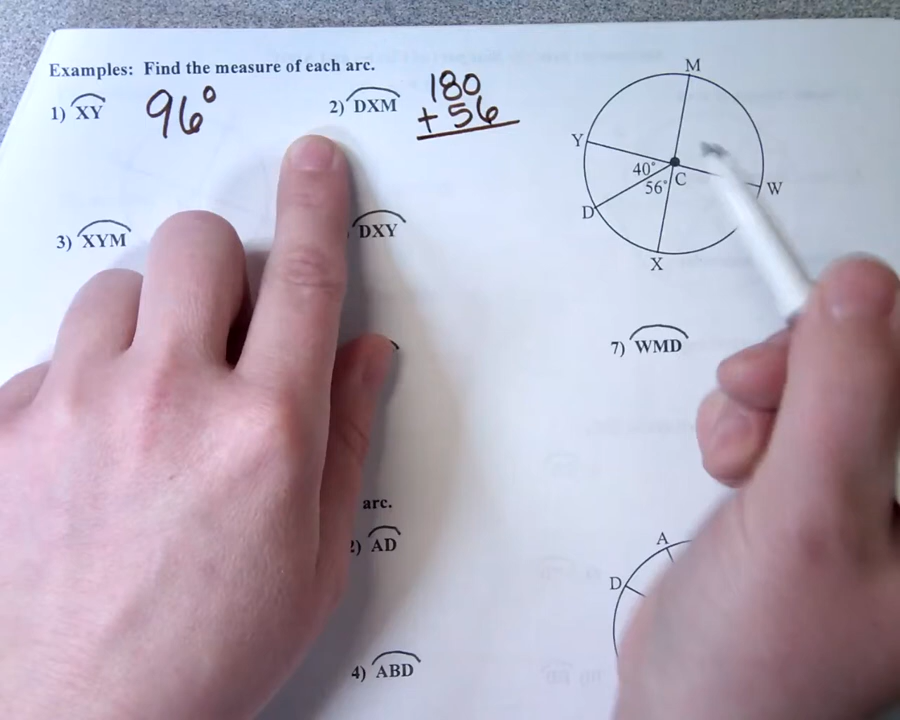 Examples: Find the measure of each arc.
1) XY 96°
2) DXM 180
+ 56
3) XYM
DXY
M
Y
40°
56°
C
W
D
X
7) WMD
arc.
2) AD
A
D
4) ABD